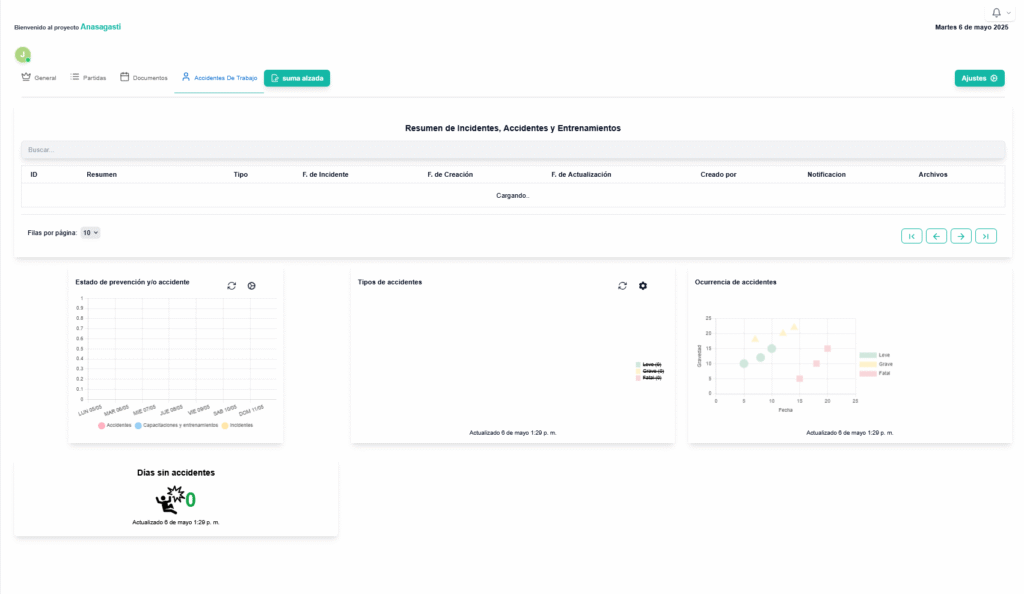 Bienvenido al proyecto Anasagasti
Martes 6 de mayo 2025
J
General Partidas Documentos Accidentes De Trabajo suma alzada Ajustes
Resumen de Incidentes, Accidentes y Entrenamientos
Buscar...
ID Resumen Tipo F. de Incidente F. de Creación F. de Actualización Creado por Notificacion Archivos
Cargando..
Filas por página: 10
Estado de prevención y/o accidente
1
0.9
0.8
0.7
0.6
0.5
0.4
0.3
0.2
0.1
0
LUN 05/05 MAR 06/05 MIE 07/05 JUE 08/05 VIE 09/05 SAB 10/05 DOM 11/05
Accidentes Capacitaciones y entrenamientos Incidentes
Tipos de accidentes
Leve (0)
Grave (0)
Fatal (0)
Actualizado 6 de mayo 1:29 p. m.
Ocurrencia de accidentes
Gravedad
25
20
15
10
5
0
0 5 10 15 20 25
Fecha
Leve
Grave
Fatal
Actualizado 6 de mayo 1:29 p. m.
Días sin accidentes
0
Actualizado 6 de mayo 1:29 p. m.